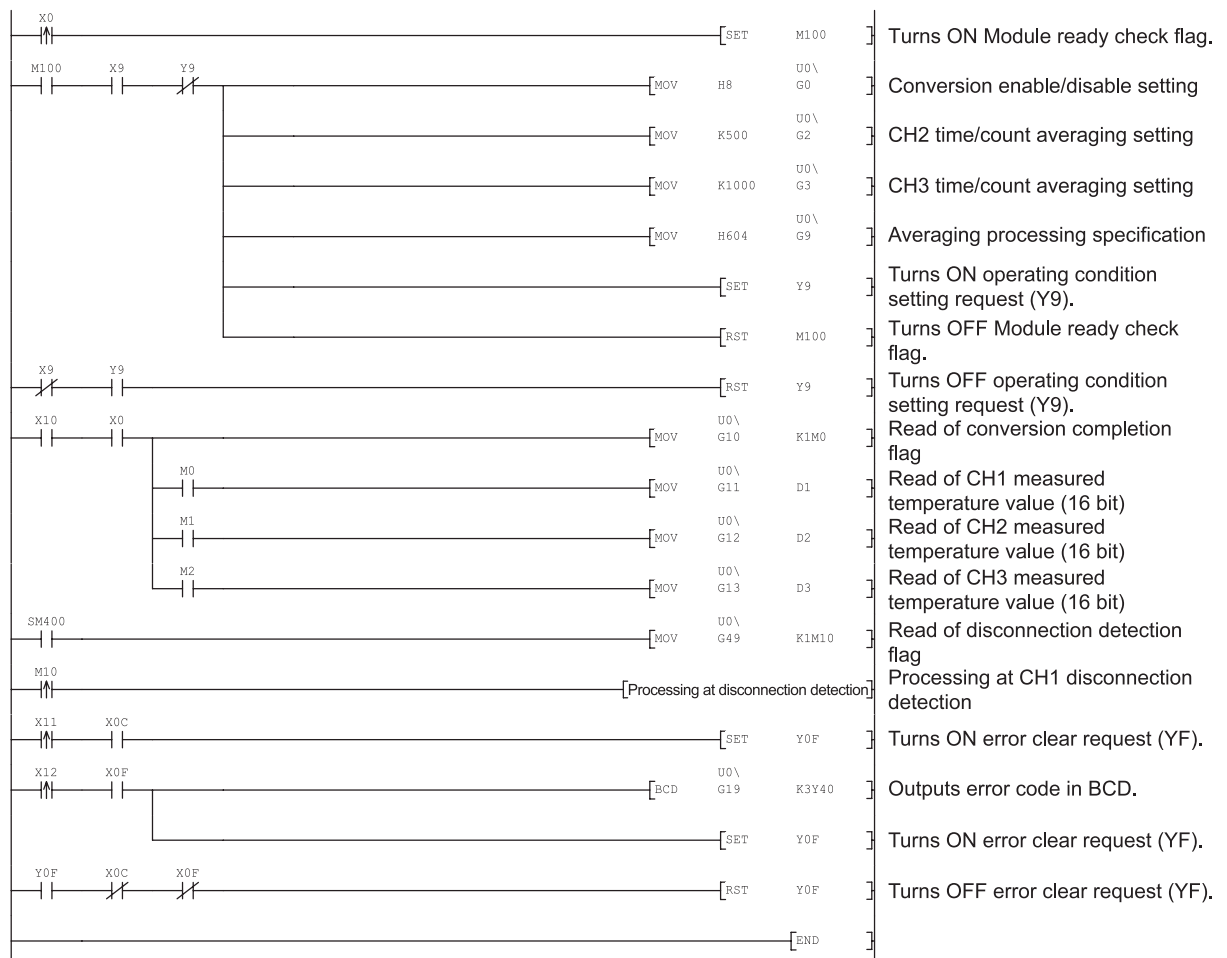 X0
SET M100 Turns ON Module ready check flag.
M100 X9 Y9
U0\
MOV H8 G0 Conversion enable/disable setting
U0\
MOV K500 G2 CH2 time/count averaging setting
U0\
MOV K1000 G3 CH3 time/count averaging setting
U0\
MOV H604 G9 Averaging processing specification
SET Y9 Turns ON operating condition
setting request (Y9).
RST M100 Turns OFF Module ready check
flag.
X9 Y9
RST Y9 Turns OFF operating condition
setting request (Y9).
X10 X0
U0\
MOV G10 K1M0 Read of conversion completion
flag
M0
U0\
MOV G11 D1 Read of CH1 measured
temperature value (16 bit)
M1
U0\
MOV G12 D2 Read of CH2 measured
temperature value (16 bit)
M2
U0\
MOV G13 D3 Read of CH3 measured
temperature value (16 bit)
SM400
U0\
MOV G49 K1M10 Read of disconnection detection
flag
M10
Processing at disconnection detection Processing at CH1 disconnection
detection
X11 X0C
SET Y0F Turns ON error clear request (YF).
X12 X0F
U0\
BCD G19 K3Y40 Outputs error code in BCD.
SET Y0F Turns ON error clear request (YF).
Y0F X0C X0F
RST Y0F Turns OFF error clear request (YF).
END